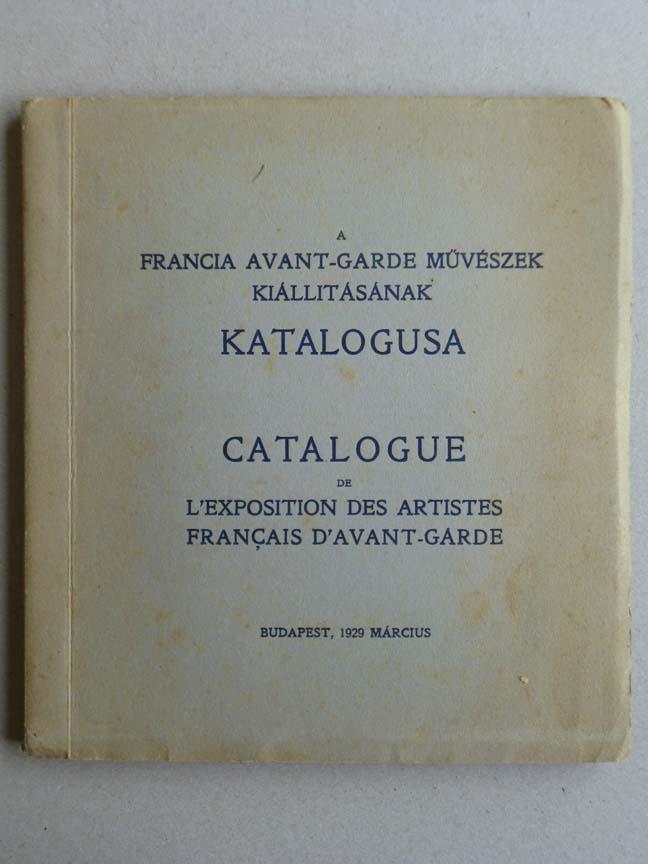 A
FRANCIA AVANT-GARDE MŰVÉSZEK
KIÁLLITÁSÁNAK
KATALOGUSA
CATALOGUE
DE
L'EXPOSITION DES ARTISTES
FRANÇAIS D'AVANT-GARDE
BUDAPEST, 1929 MÁRCIUS